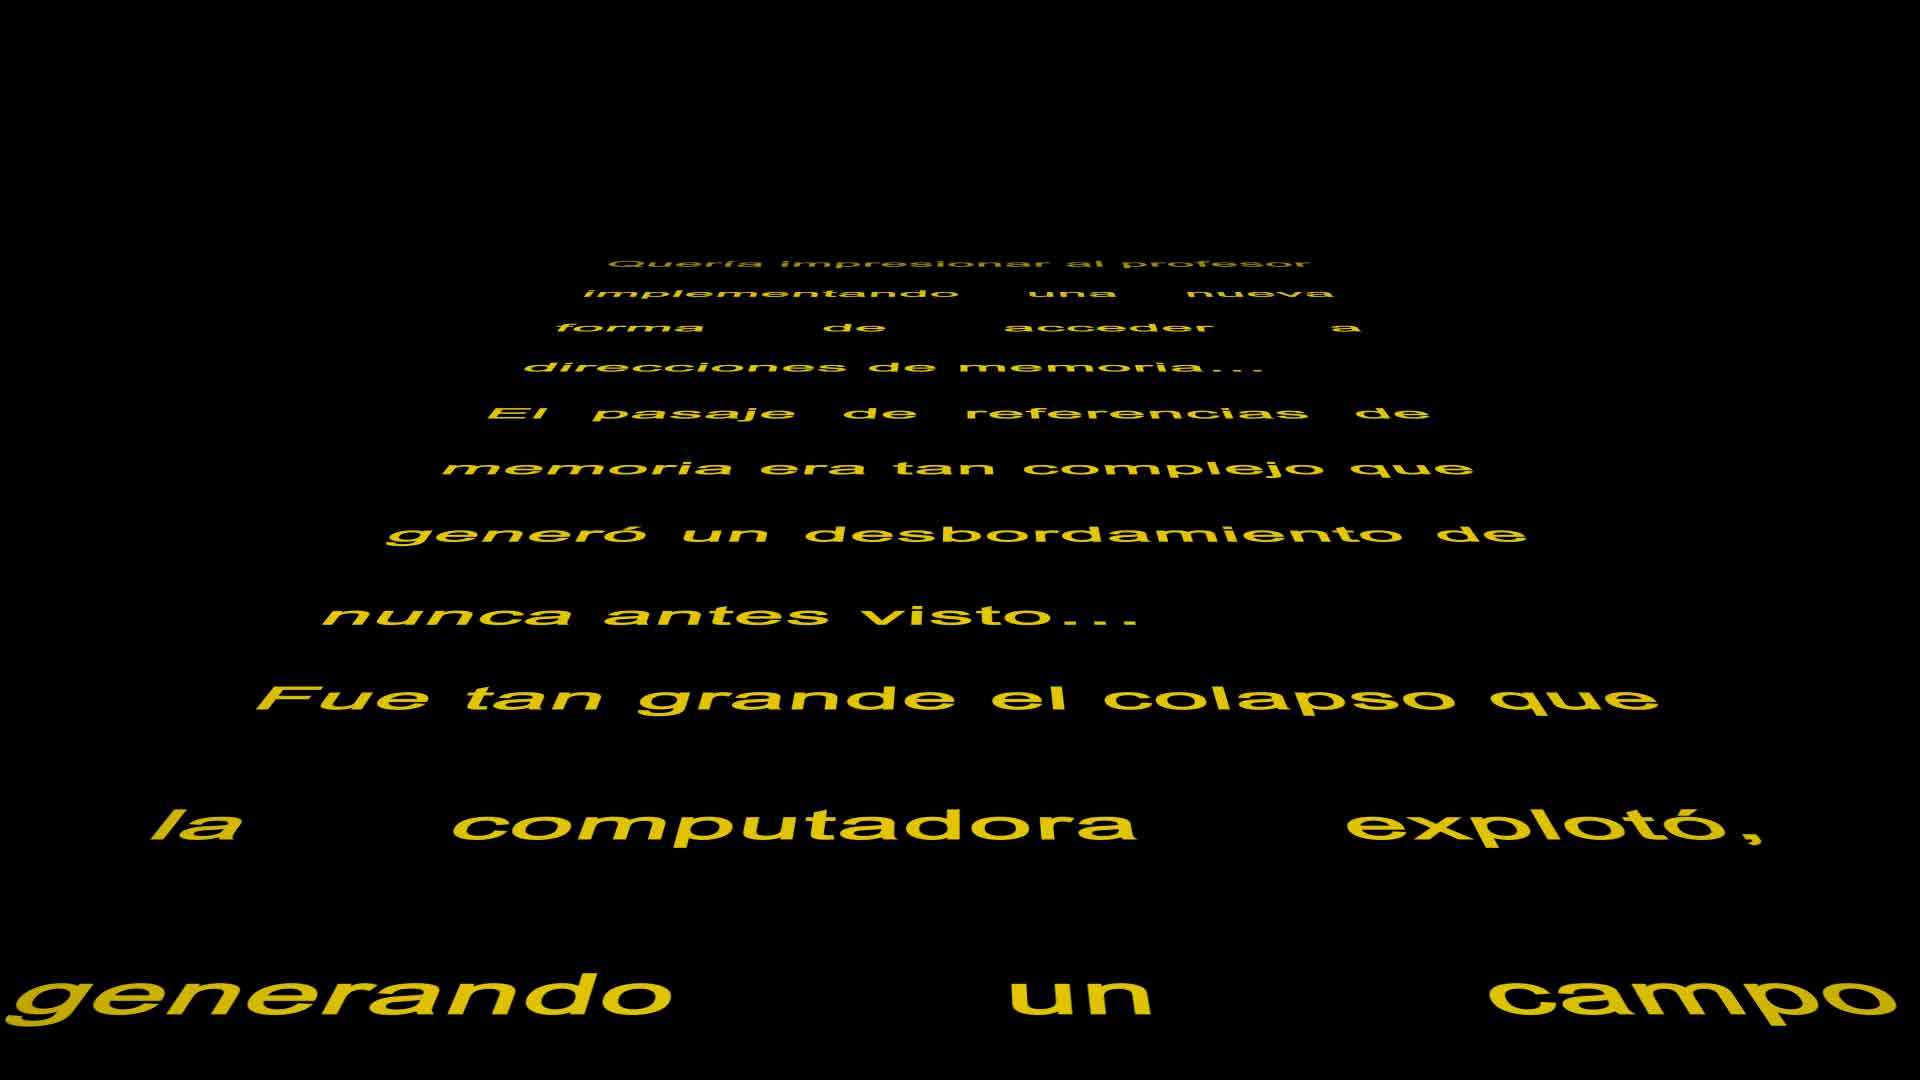 Quería impresionar al profesor
implementando una nueva
forma de acceder a
direcciones de memoria...
El pasaje de referencias de
memoria era tan complejo que
generó un desbordamiento de
nunca antes visto...
Fue tan grande el colapso que
la computadora explotó,
generando un campo